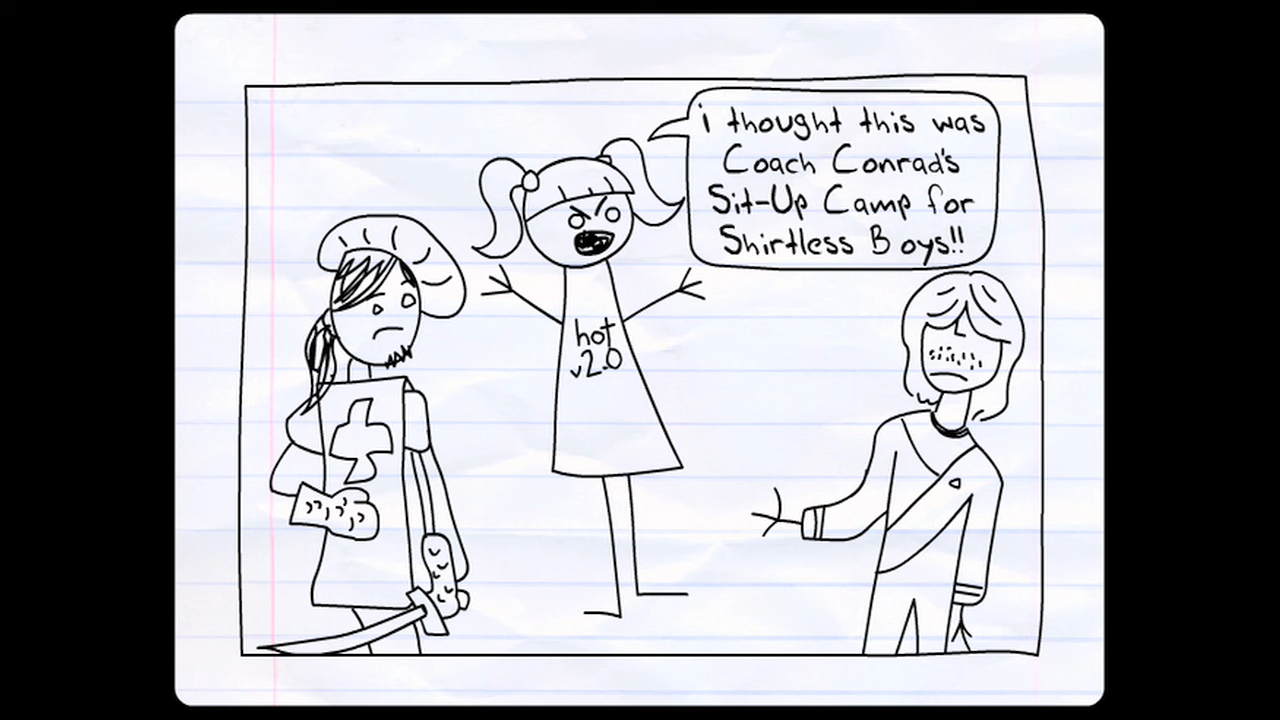 i thought this was
Coach Conrad's
Sit-Up Camp for
Shirtless Boys!!
hot
v2.0